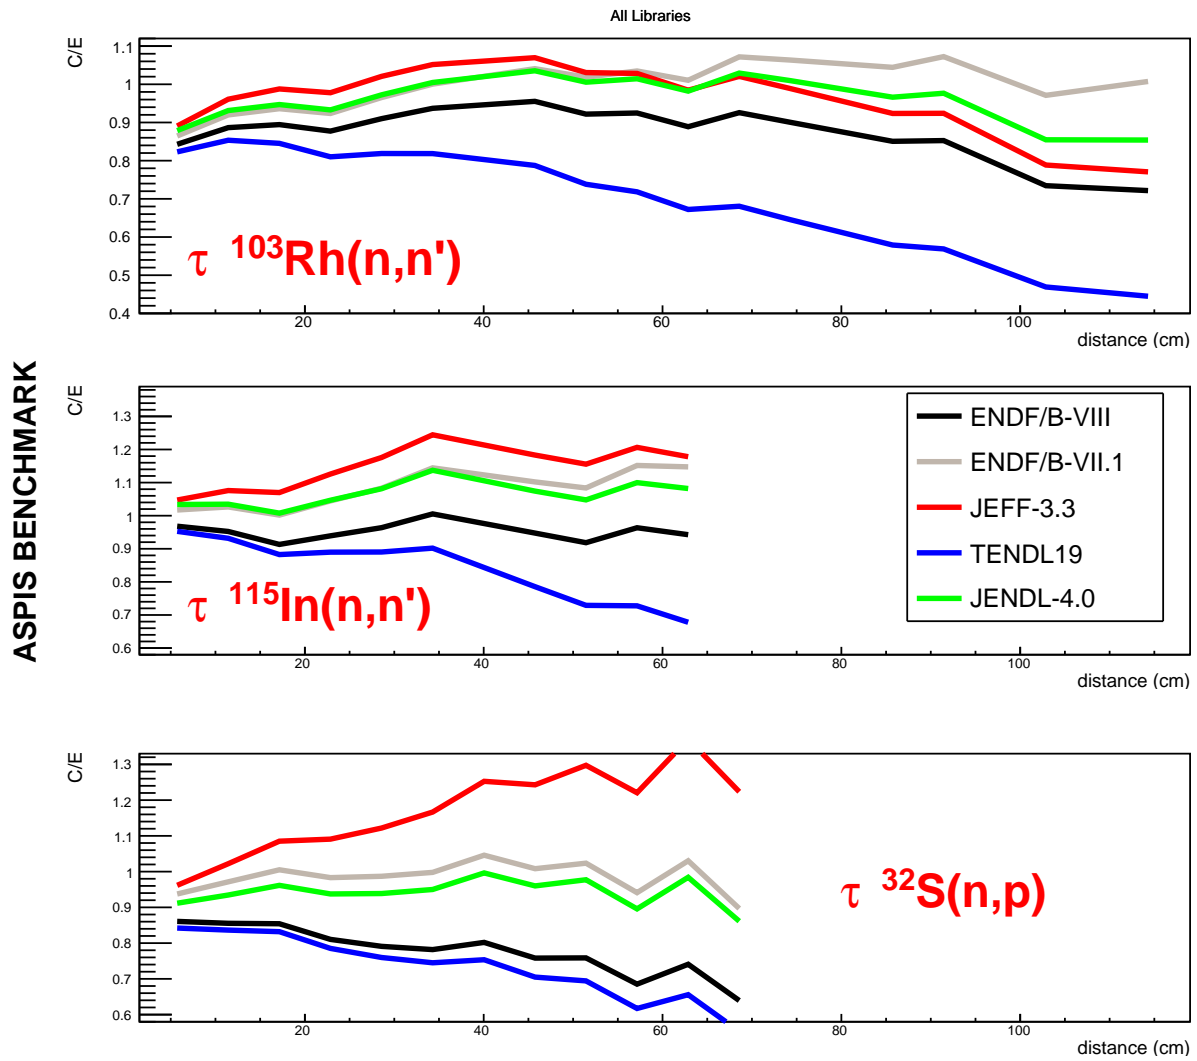 All Libraries
ASPIS BENCHMARK
C/E
1.1
1
0.9
0.8
0.7
0.6
0.5
0.4
τ ¹⁰³Rh(n,n')
20 40 60 80 100
distance (cm)
C/E
1.3
1.2
1.1
1
0.9
0.8
0.7
0.6
ENDF/B-VIII
ENDF/B-VII.1
JEFF-3.3
TENDL19
JENDL-4.0
τ ¹¹⁵In(n,n')
20 40 60 80 100
distance (cm)
C/E
1.3
1.2
1.1
1
0.9
0.8
0.7
0.6
τ ³²S(n,p)
20 40 60 80 100
distance (cm)